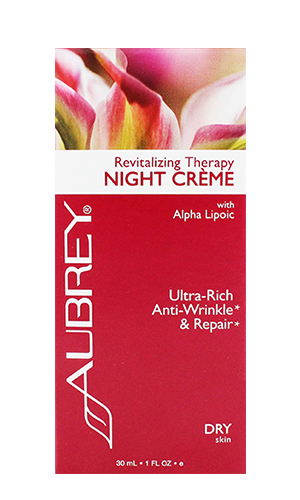 Revitalizing Therapy
NIGHT CRÈME
with
Alpha Lipoic
AUBREY®
Ultra-Rich
Anti-Wrinkle*
& Repair*
DRY
skin
30 mL • 1 FL OZ • e